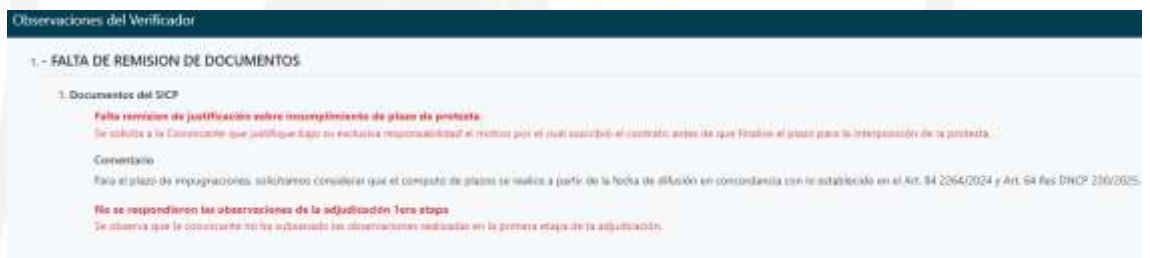 Observaciones del Verificador
1. - FALTA DE REMISION DE DOCUMENTOS
1. Documentos del SICP
Falta remision de justificación sobre incumplimiento de plazo de protesta
Se solicita a la Convocante que justifique bajo su exclusiva responsabilidad el motivo por el cual suscribió el contrato antes de que finalice el plazo para la interposición de la protesta.
Comentario
Para el plazo de impugnaciones, solicitamos considerar que el computo de plazos se realice a partir de la fecha de difusión en concordancia con lo establecido en el Art. 84 2264/2024 y Art. 64 Res DNCP 230/2025.
No se respondieron las observaciones de la adjudicación 1era etapa
Se observa que la convocante no ha subsanado las observaciones realizadas en la primera etapa de la adjudicación.